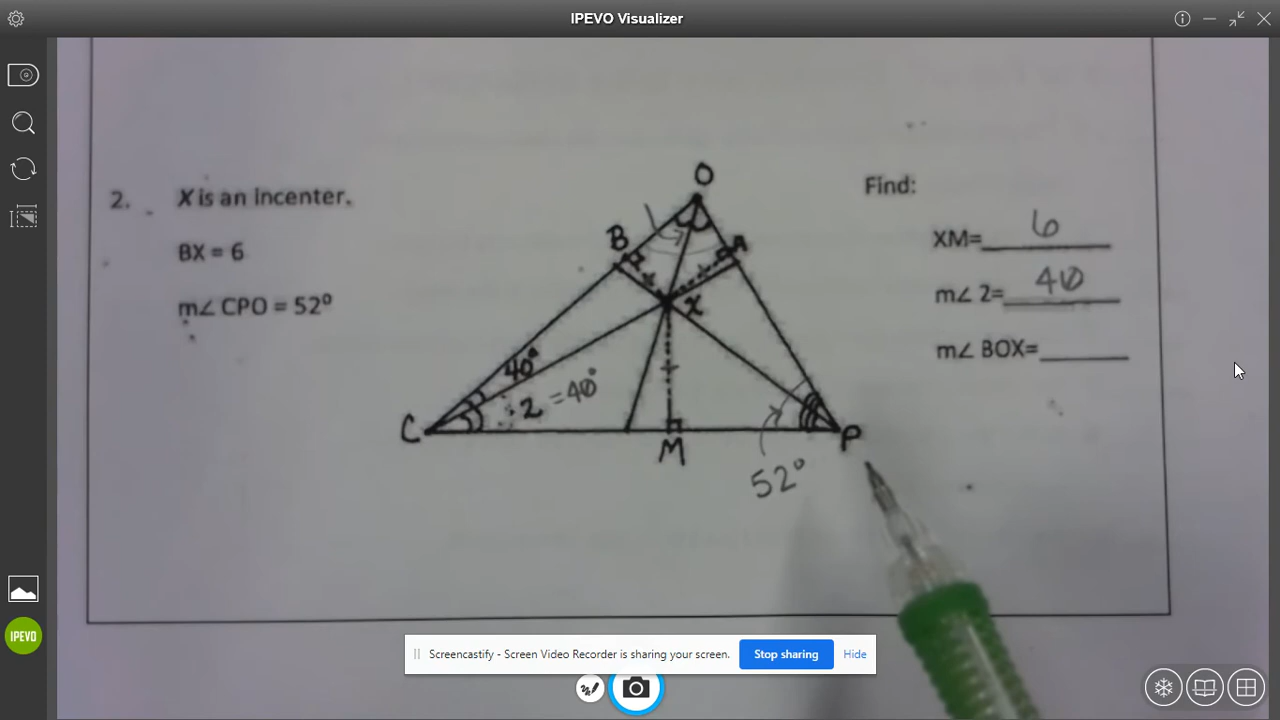 IPEVO Visualizer
2. X is an incenter.
BX = 6
m∠ CPO = 52°
O
B
A
X
40°
2 = 40°
C
M
P
52°
Find:
XM= 6
m∠ 2= 40
m∠ BOX=
IPEVO
Screencastify - Screen Video Recorder is sharing your screen.
Stop sharing
Hide